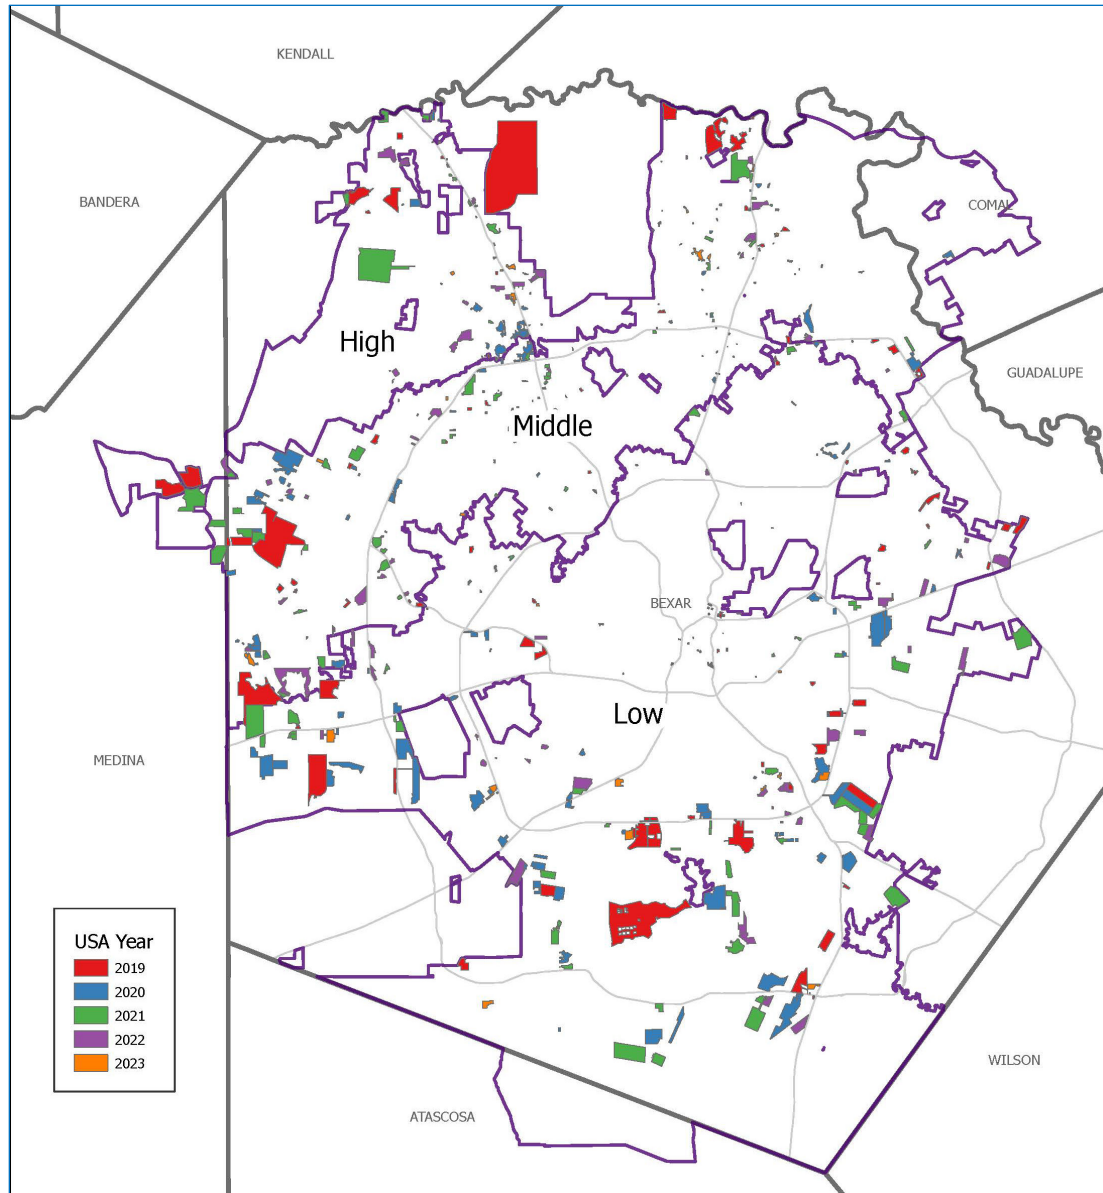 KENDALL
BANDERA
COMAL
High
GUADALUPE
Middle
BEXAR
Low
MEDINA
USA Year
2019
2020
2021
2022
2023
WILSON
ATASCOSA